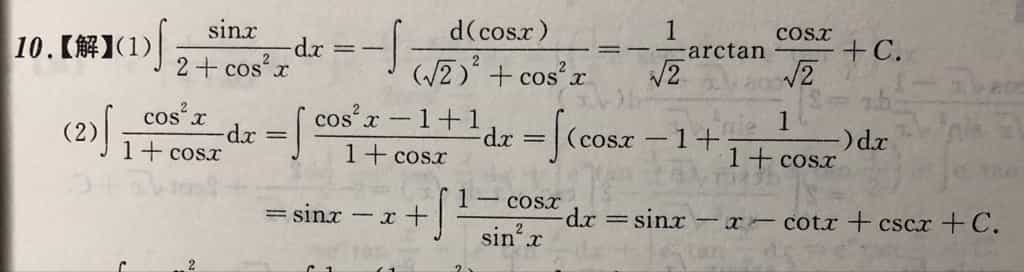 10.【解】(1)∫ sinx/(2+cos²x) dx = -∫ d(cosx)/((√2)²+cos²x) = -1/√2 arctan cosx/√2 + C.
(2)∫ cos²x/(1+cosx) dx = ∫ (cos²x-1+1)/(1+cosx) dx = ∫(cosx-1+1/(1+cosx))dx
=sinx-x+∫ (1-cosx)/sin²x dx = sinx-x-cotx+cscx+C.